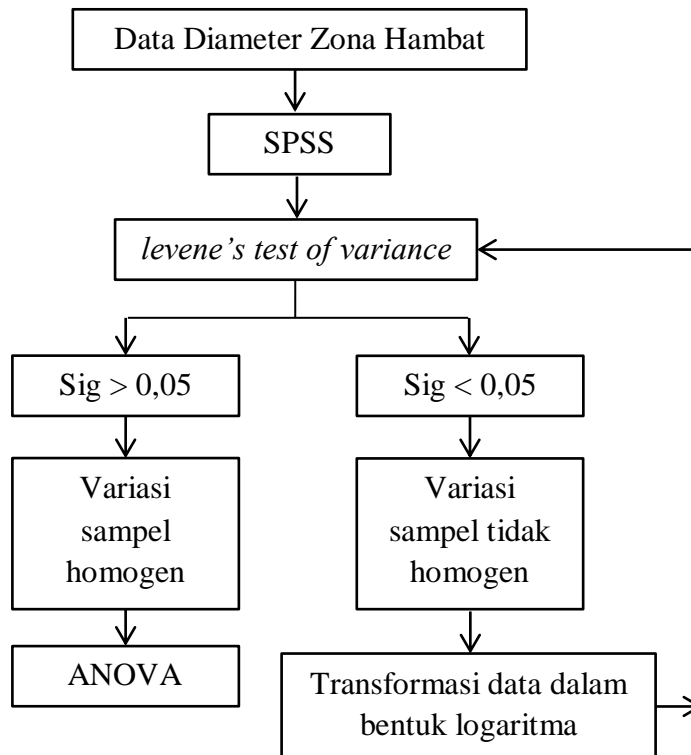 Data Diameter Zona Hambat
SPSS
levene’s test of variance
Sig > 0,05
Sig < 0,05
Variasi
sampel
homogen
Variasi
sampel tidak
homogen
ANOVA
Transformasi data dalam
bentuk logaritma